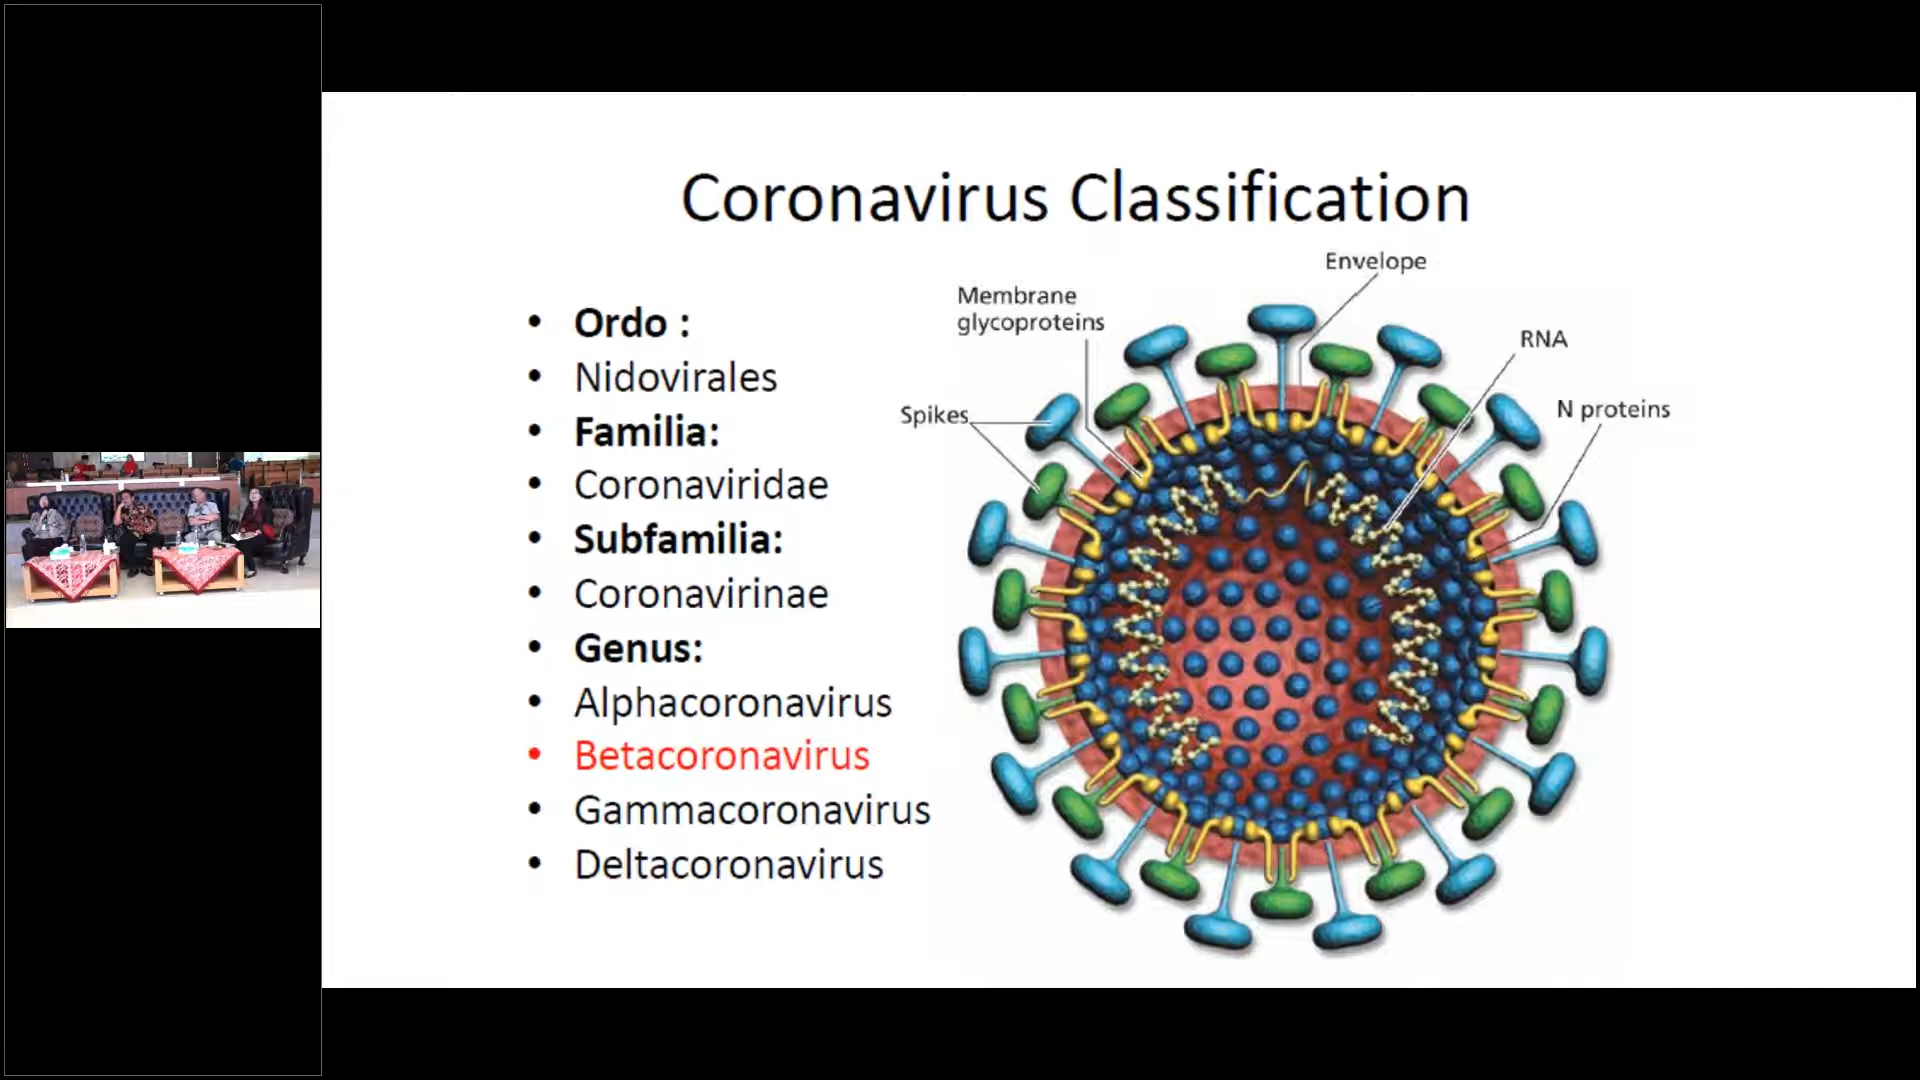 Coronavirus Classification
• Ordo :
• Nidovirales
• Familia:
• Coronaviridae
• Subfamilia:
• Coronavirinae
• Genus:
• Alphacoronavirus
• Betacoronavirus
• Gammacoronavirus
• Deltacoronavirus
Envelope
Membrane
glycoproteins
RNA
Spikes
N proteins